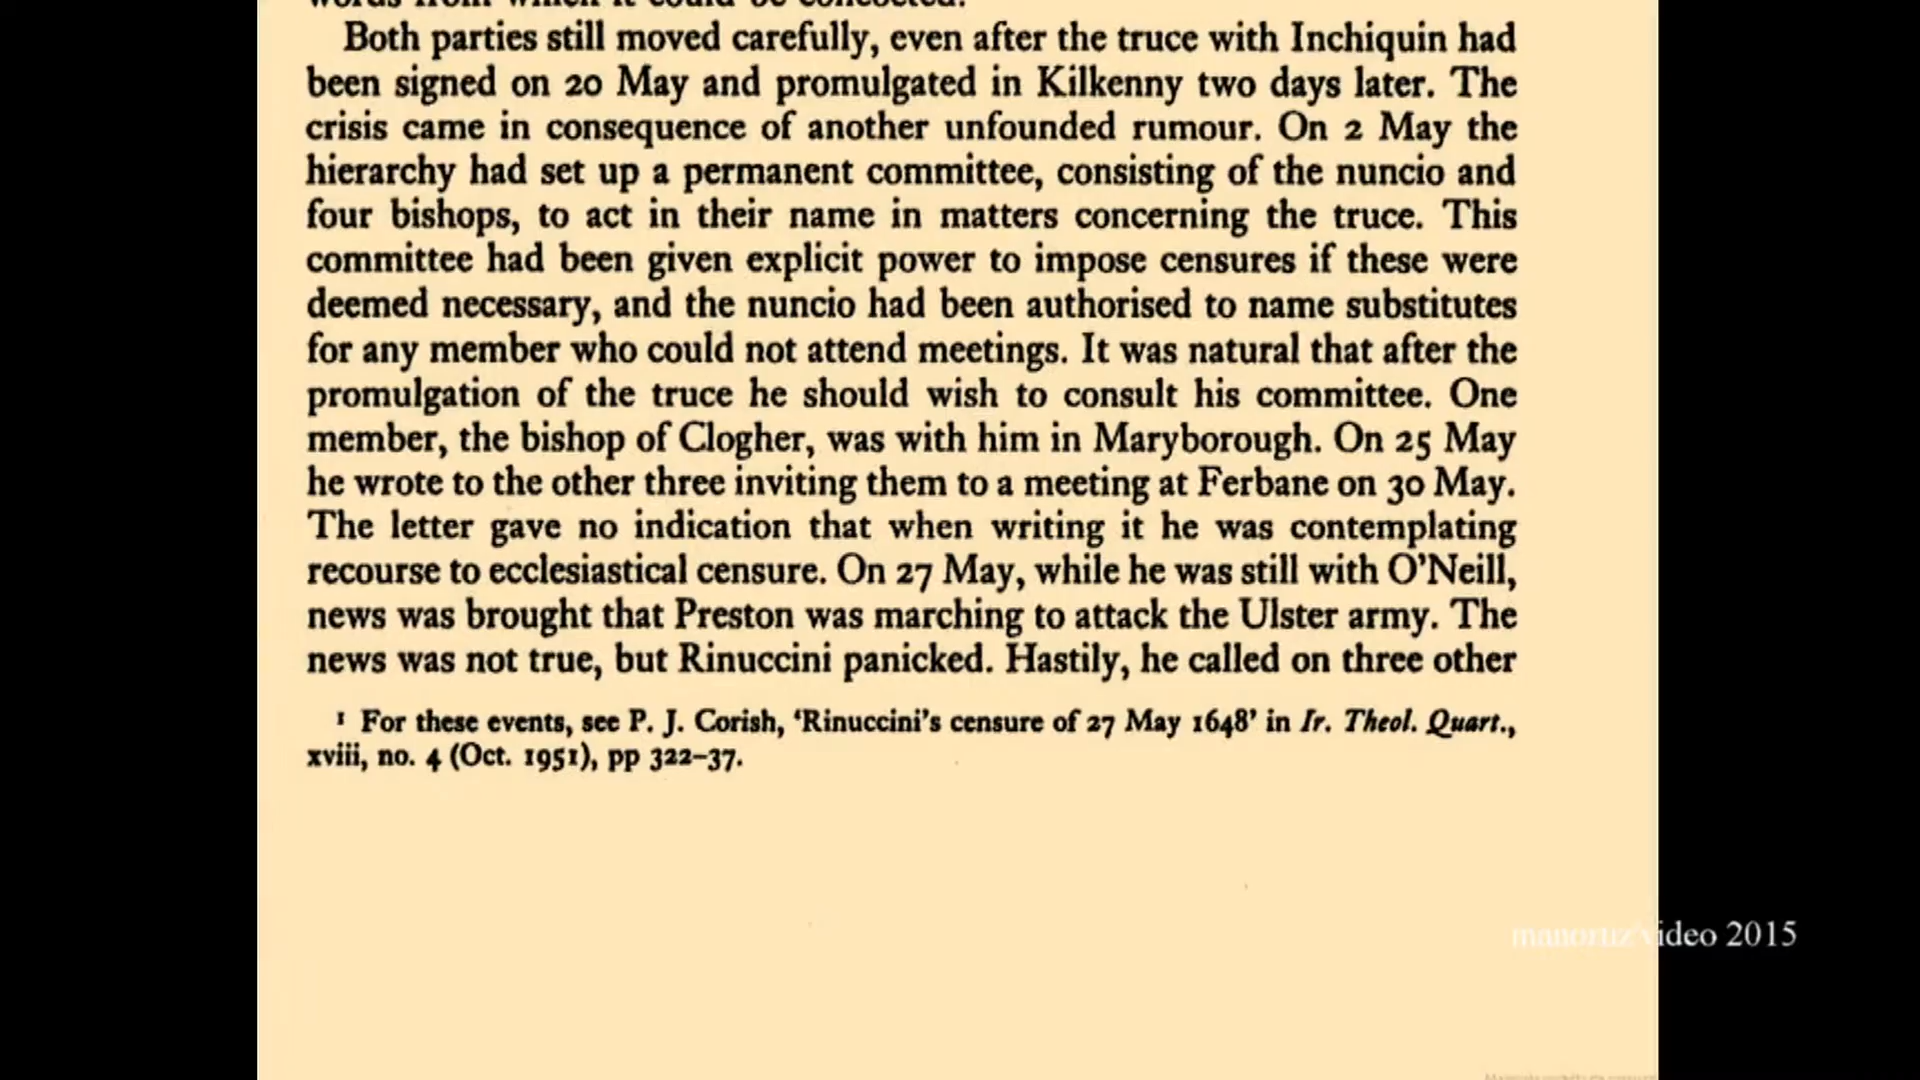 words from which it could be concocted.
Both parties still moved carefully, even after the truce with Inchiquin had
been signed on 20 May and promulgated in Kilkenny two days later. The
crisis came in consequence of another unfounded rumour. On 2 May the
hierarchy had set up a permanent committee, consisting of the nuncio and
four bishops, to act in their name in matters concerning the truce. This
committee had been given explicit power to impose censures if these were
deemed necessary, and the nuncio had been authorised to name substitutes
for any member who could not attend meetings. It was natural that after the
promulgation of the truce he should wish to consult his committee. One
member, the bishop of Clogher, was with him in Maryborough. On 25 May
he wrote to the other three inviting them to a meeting at Ferbane on 30 May.
The letter gave no indication that when writing it he was contemplating
recourse to ecclesiastical censure. On 27 May, while he was still with O'Neill,
news was brought that Preston was marching to attack the Ulster army. The
news was not true, but Rinuccini panicked. Hastily, he called on three other
1 For these events, see P. J. Corish, 'Rinuccini's censure of 27 May 1648' in Ir. Theol. Quart.,
xviii, no. 4 (Oct. 1951), pp 322–37.
video 2015